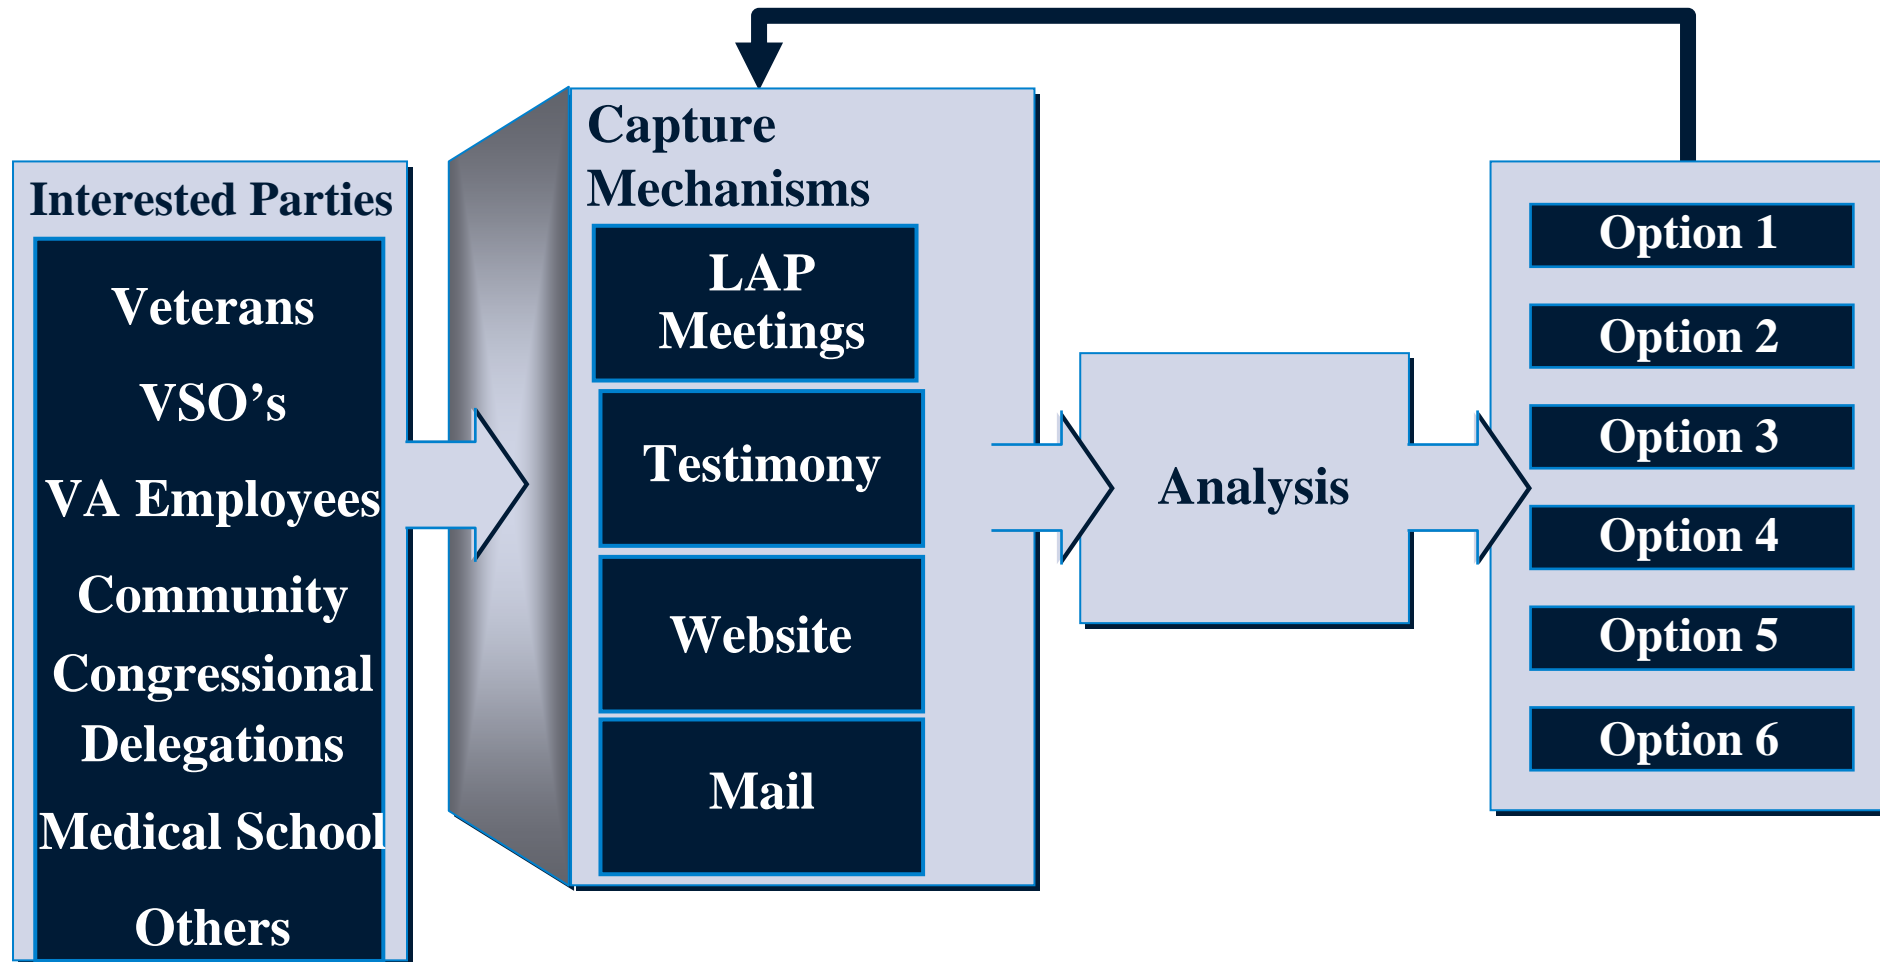 Interested Parties
Veterans
VSO’s
VA Employees
Community
Congressional
Delegations
Medical School
Others
Capture
Mechanisms
LAP
Meetings
Testimony
Website
Mail
Analysis
Option 1
Option 2
Option 3
Option 4
Option 5
Option 6